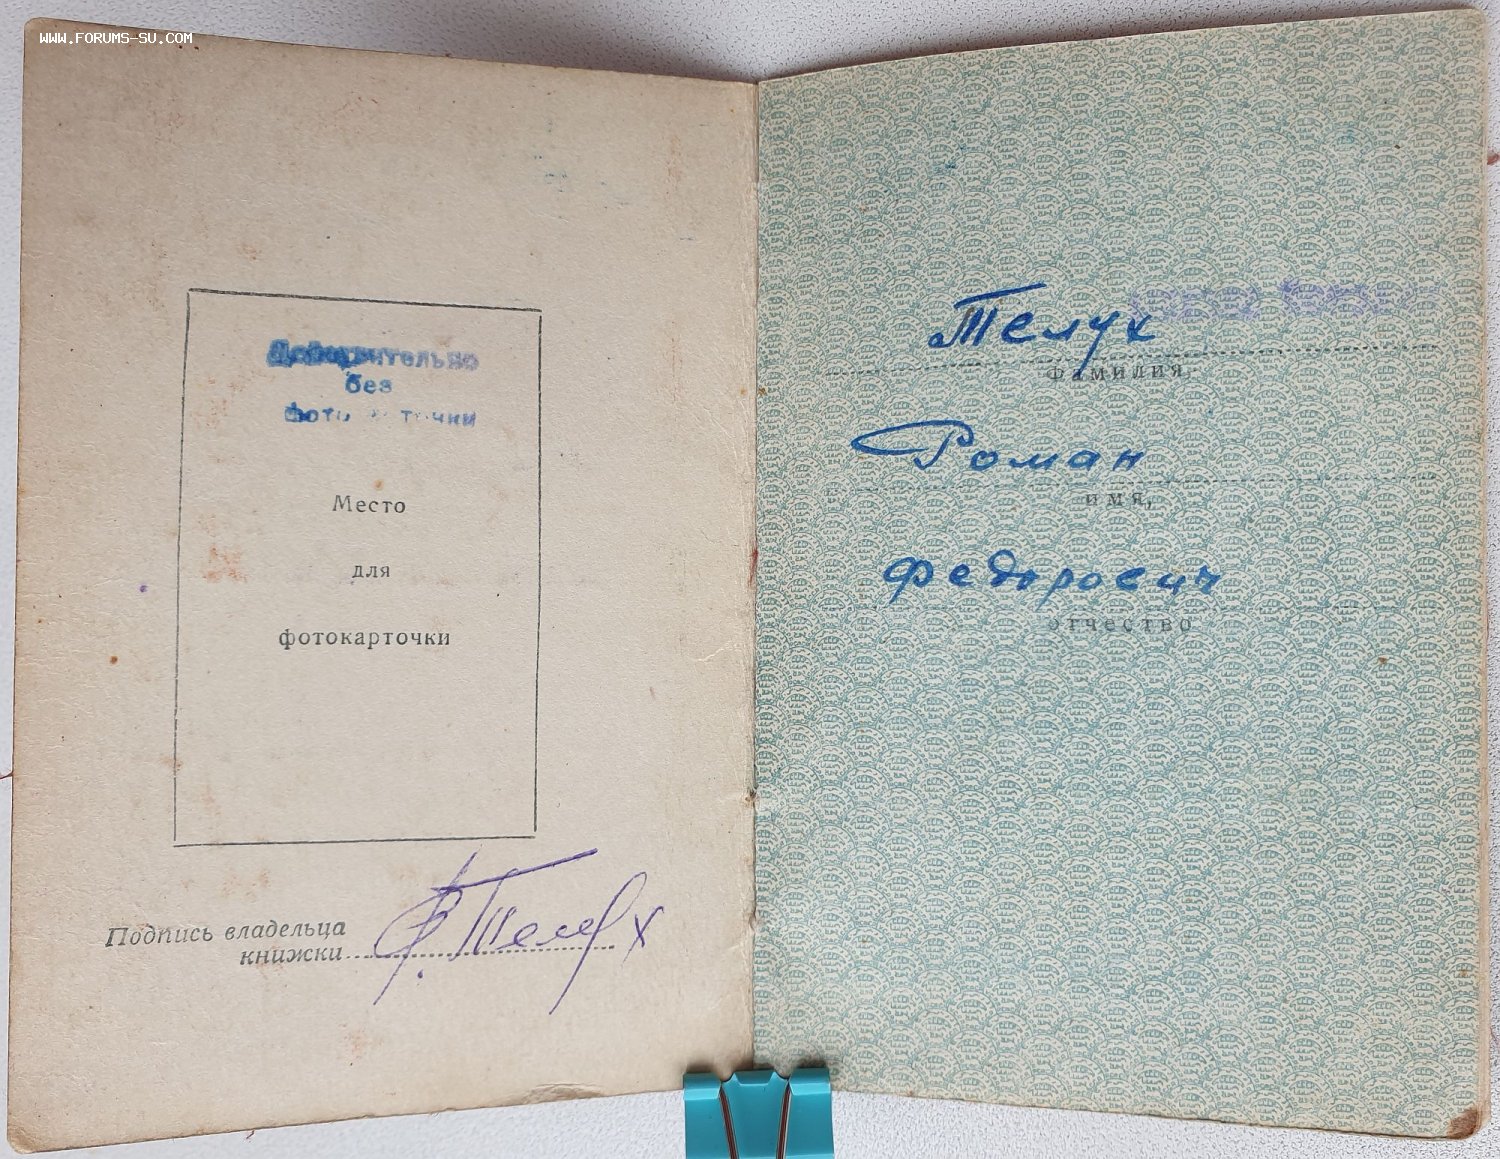 WWW.FORUMS-SU.COM
Действительно
без
фотокарточки
Место
для
фотокарточки
Подпись владельца
книжки
Р. Телух
Телух
фамилия,
Роман
имя,
Федорович
отчество